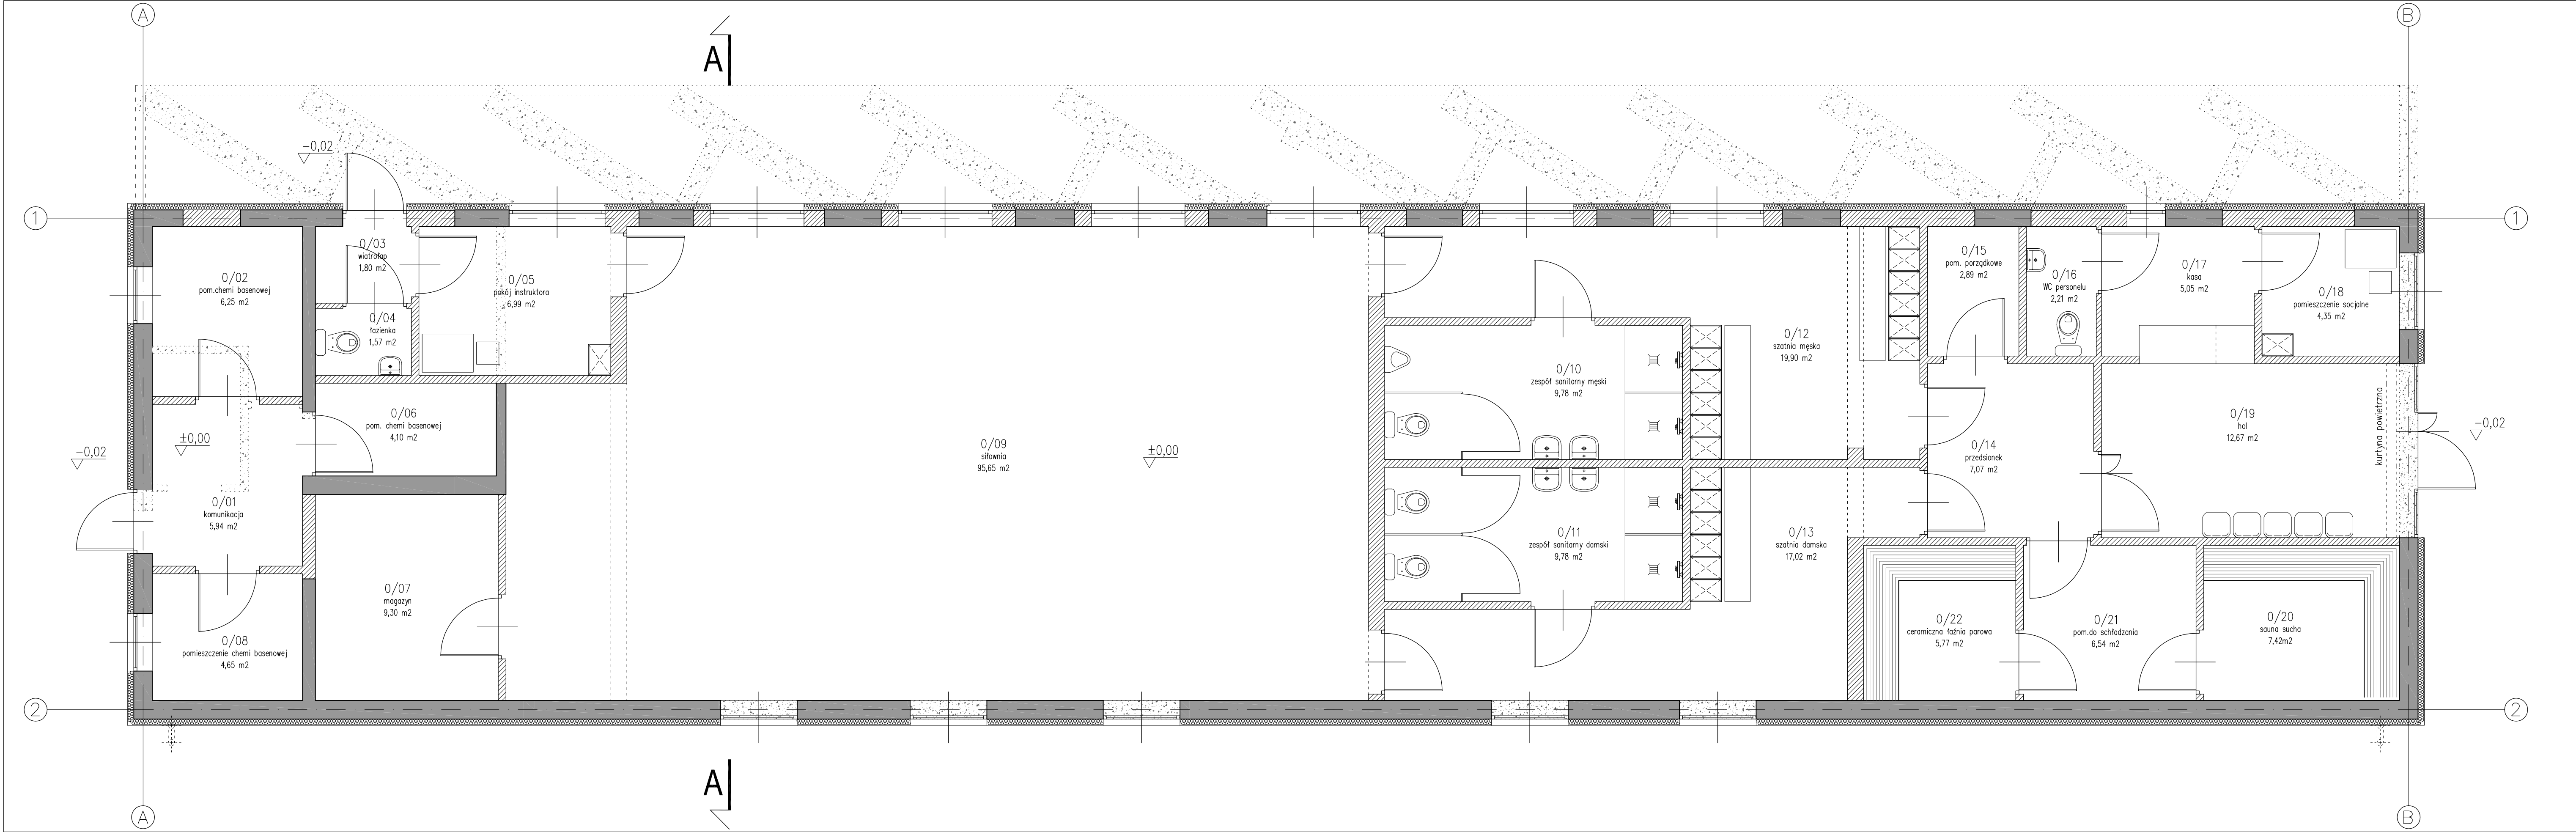 A
B
A
-0,02
1
1
0/03
wiatrołap
1,80 m2
0/02
pom.chemi basenowej
6,25 m2
0/05
pokój instruktora
6,99 m2
0/15
pom. porządkowe
2,89 m2
0/16
WC personelu
2,21 m2
0/17
kasa
5,05 m2
0/18
pomieszczenie socjalne
4,35 m2
0/04
łazienka
1,57 m2
0/12
szatnia męska
19,90 m2
0/10
zespół sanitarny męski
9,78 m2
0/06
pom. chemi basenowej
4,10 m2
0/19
hol
12,67 m2
kurtyna powietrzna
-0,02
±0,00
-0,02
0/09
siłownia
95,65 m2
±0,00
0/14
przedsionek
7,07 m2
0/01
komunikacja
5,94 m2
0/11
zespół sanitarny damski
9,78 m2
0/13
szatnia damska
17,02 m2
0/07
magazyn
9,30 m2
0/08
pomieszczenie chemi basenowej
4,65 m2
0/22
ceramiczna łaźnia parowa
5,77 m2
0/21
pom.do schładzania
6,54 m2
0/20
sauna sucha
7,42m2
2
2
A
A
B